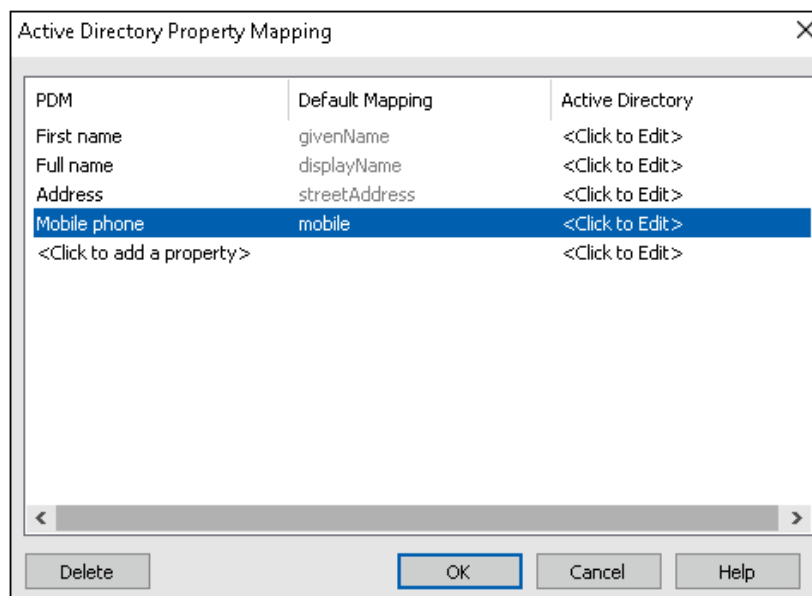 Active Directory Property Mapping
PDM Default Mapping Active Directory
First name givenName <Click to Edit>
Full name displayName <Click to Edit>
Address streetAddress <Click to Edit>
Mobile phone mobile <Click to Edit>
<Click to add a property> <Click to Edit>
Delete OK Cancel Help